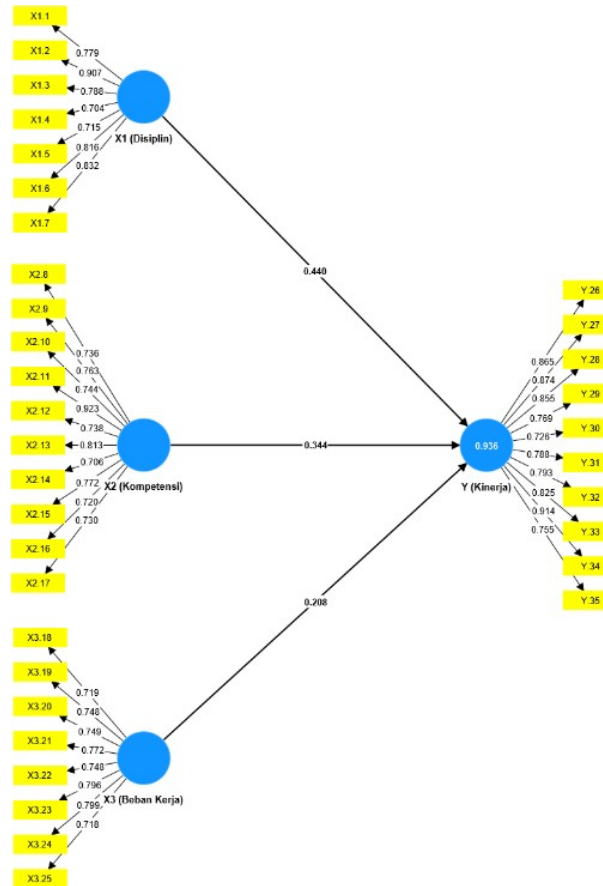 X1.1
X1.2
X1.3
X1.4
X1.5
X1.6
X1.7
0.779
0.907
0.788
0.704
0.715
0.816
0.832
X1 (Disiplin)
0.440
X2.8
X2.9
X2.10
X2.11
X2.12
X2.13
X2.14
X2.15
X2.16
X2.17
0.736
0.763
0.744
0.923
0.738
0.813
0.706
0.772
0.720
0.730
X2 (Kompetensi)
0.344
X3.18
X3.19
X3.20
X3.21
X3.22
X3.23
X3.24
X3.25
0.719
0.748
0.749
0.772
0.748
0.796
0.799
0.718
X3 (Beban Kerja)
0.208
0.936
Y (Kinerja)
0.865
0.874
0.855
0.769
0.726
0.788
0.793
0.825
0.914
0.755
Y.26
Y.27
Y.28
Y.29
Y.30
Y.31
Y.32
Y.33
Y.34
Y.35